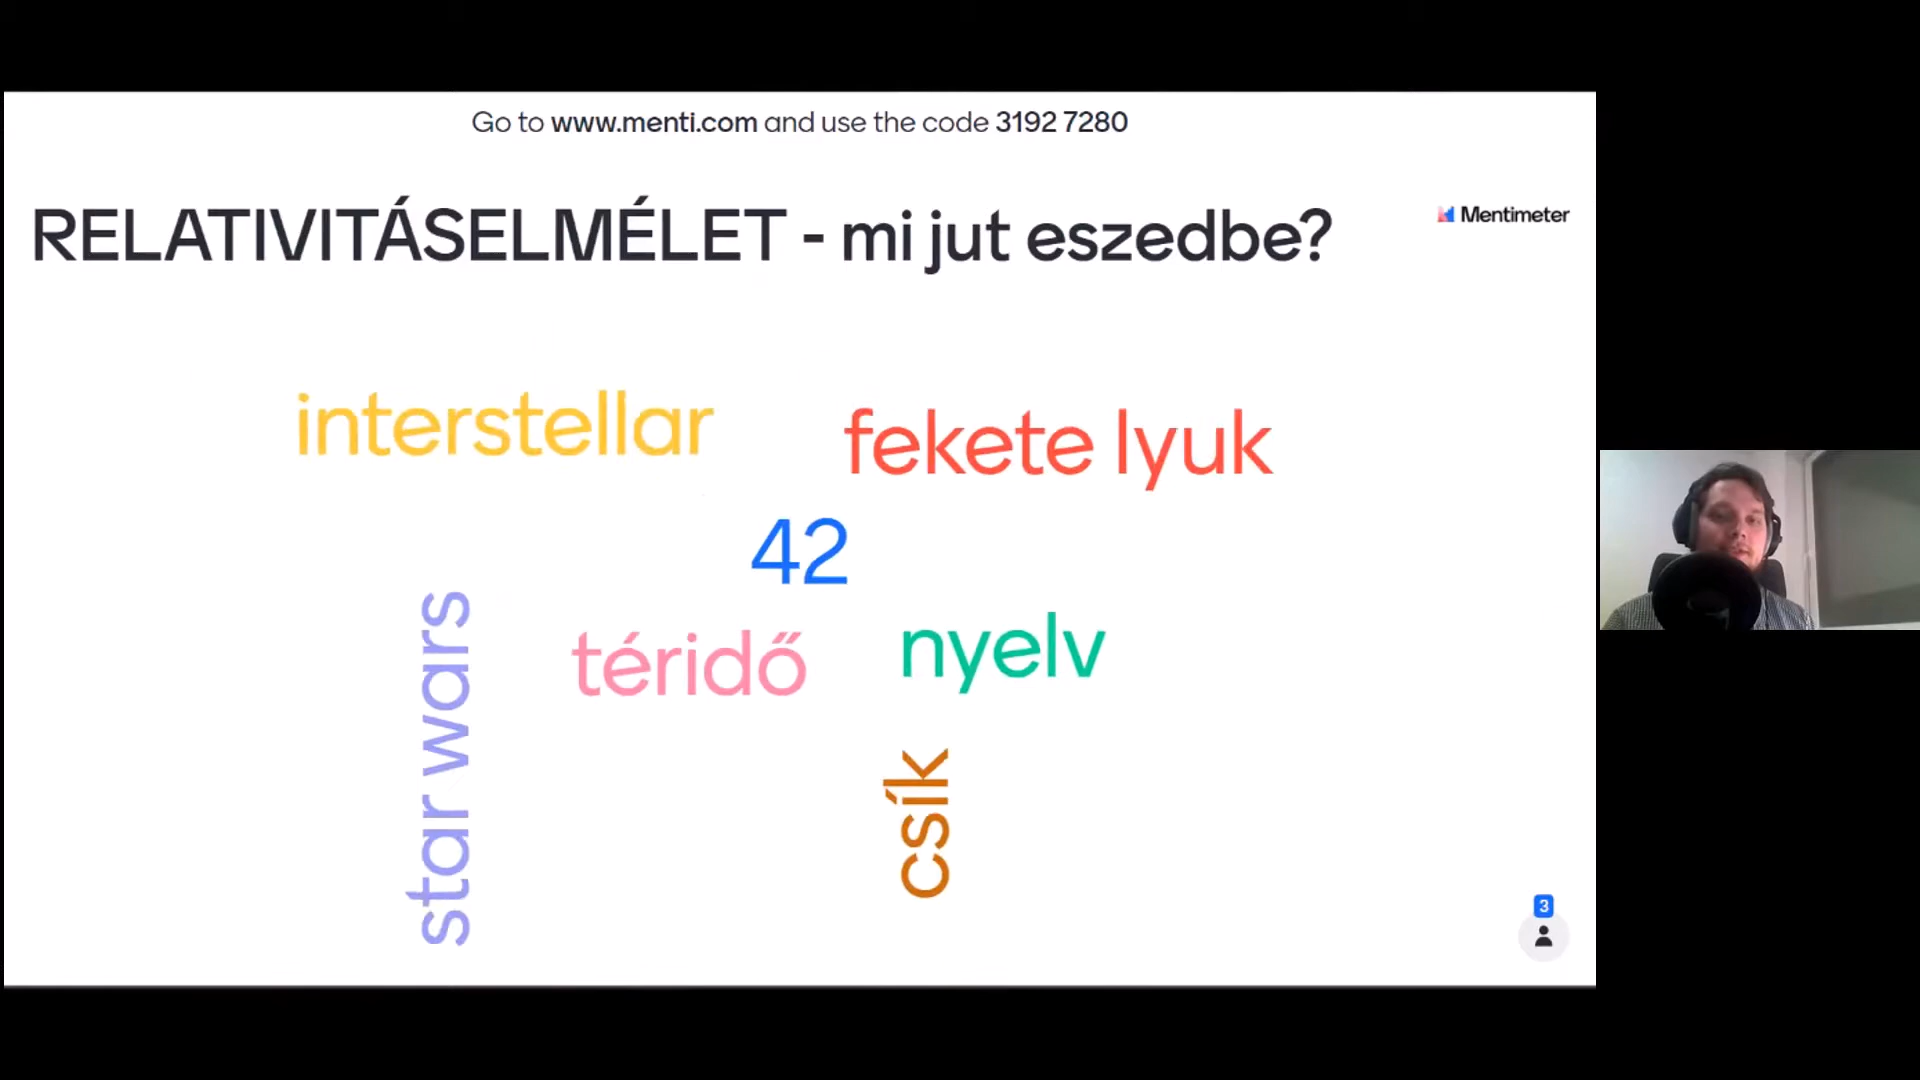 Go to www.menti.com and use the code 3192 7280
RELATIVITÁSELMÉLET - mi jut eszedbe?
Mentimeter
interstellar
fekete lyuk
42
star wars
téridő
nyelv
csík
3